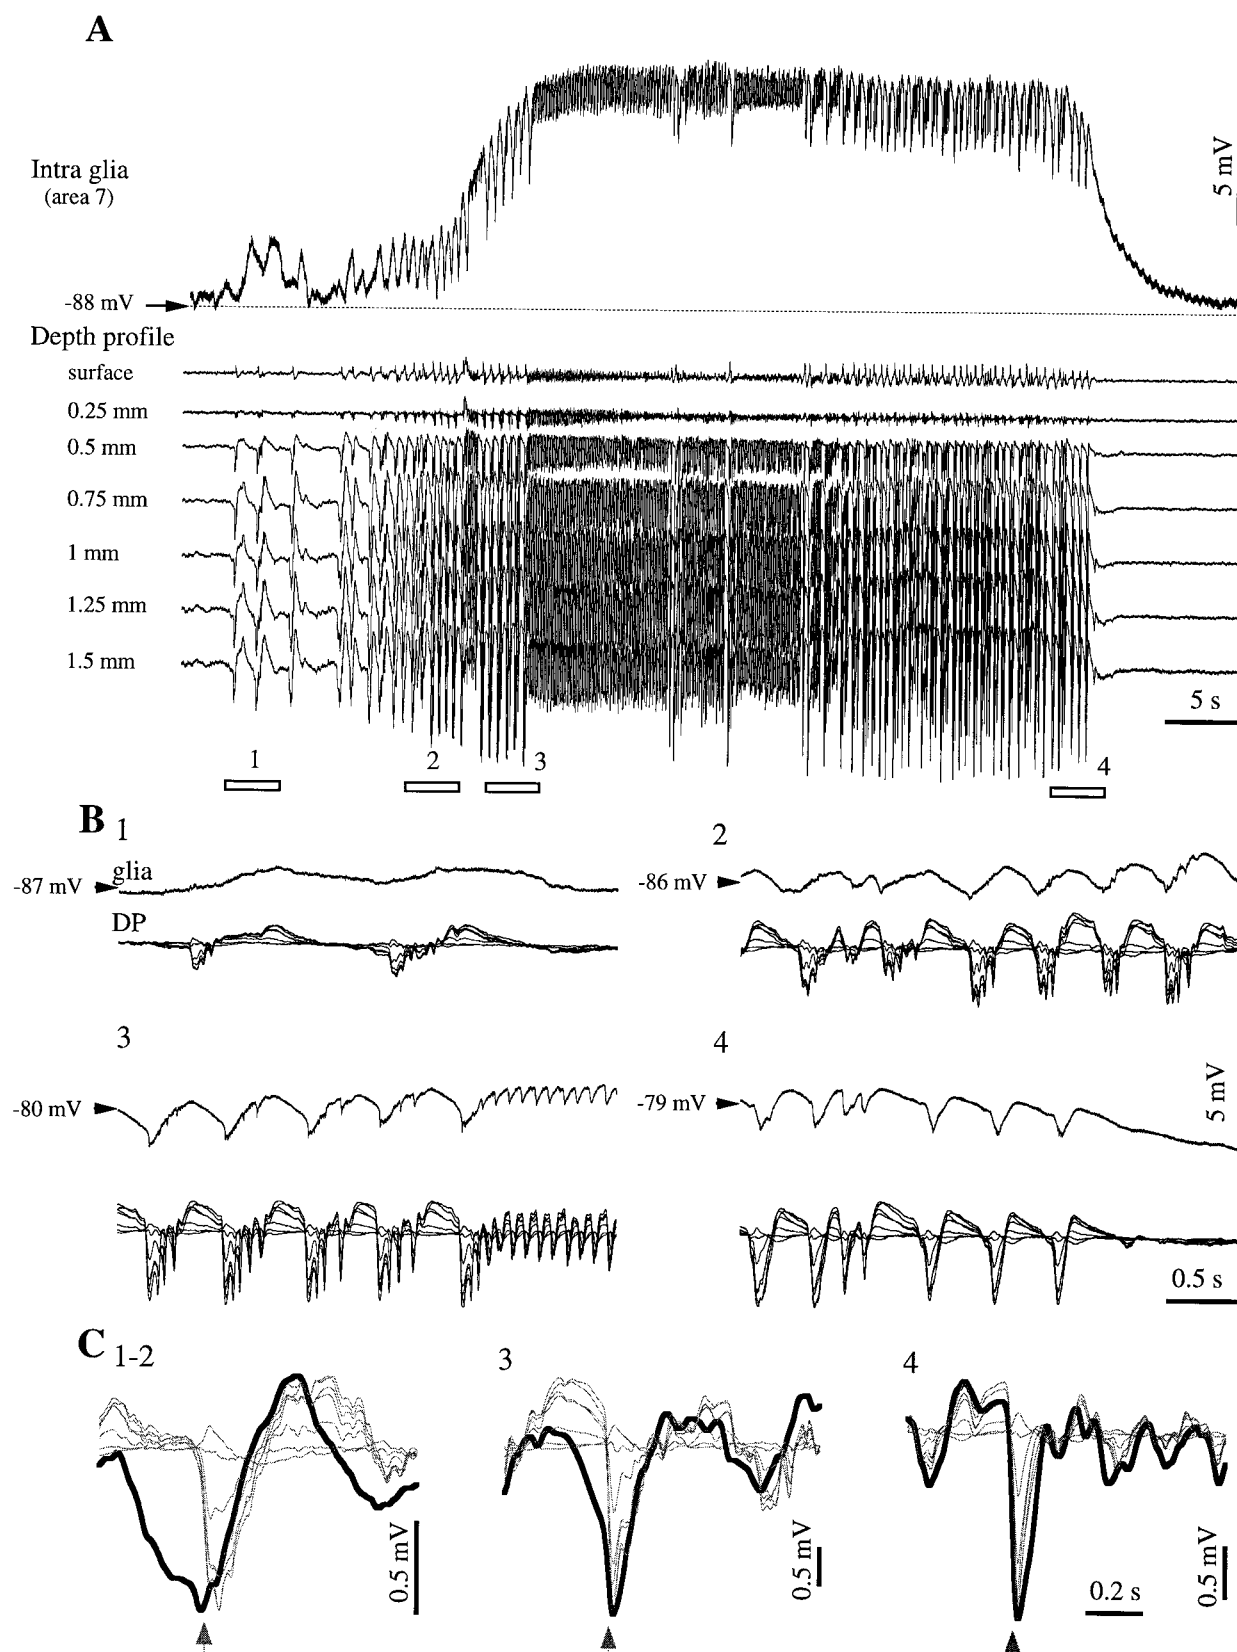 A
Intra glia
(area 7)
5 mV
-88 mV
Depth profile
surface
0.25 mm
0.5 mm
0.75 mm
1 mm
1.25 mm
1.5 mm
5 s
1
2
3
4
B
1
2
glia
-87 mV
-86 mV
DP
3
4
-80 mV
-79 mV
5 mV
0.5 s
C
1-2
3
4
0.5 mV
0.5 mV
0.2 s
0.5 mV